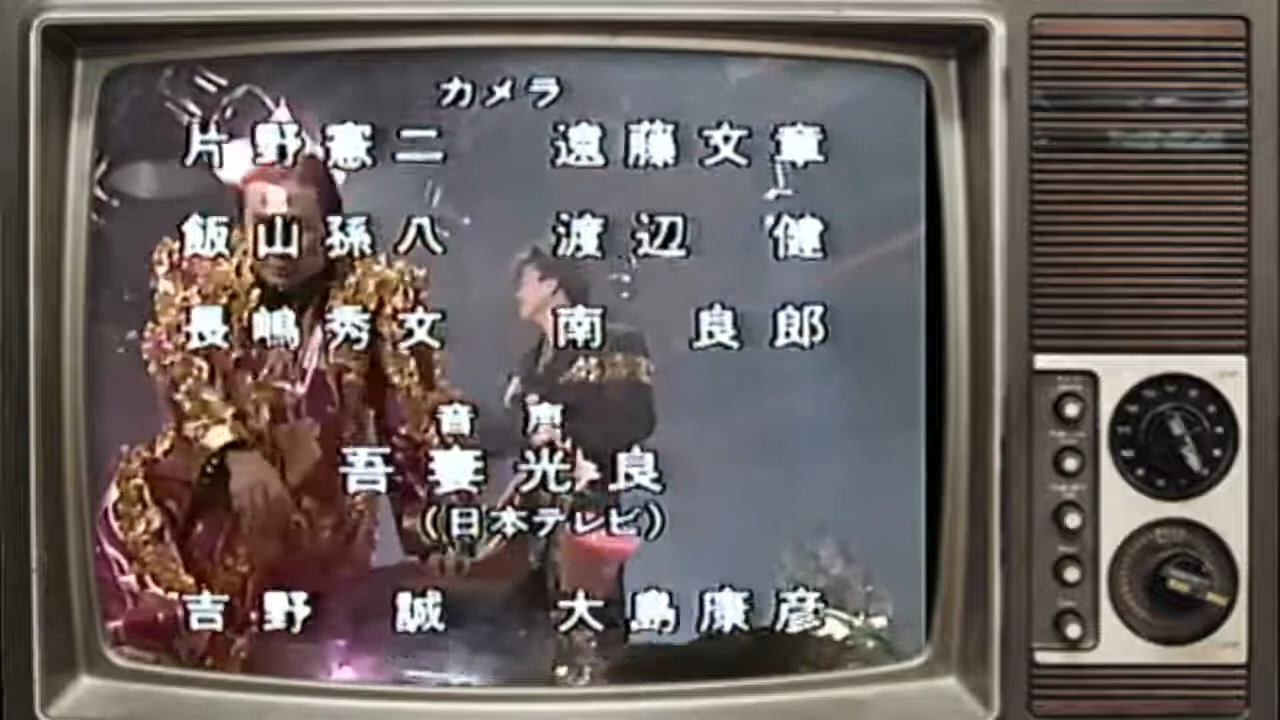 カメラ
片野憲二 遠藤文章
飯山孫八 渡辺 健
長嶋秀文 南 良郎
音声
吾妻光良
(日本テレビ)
吉野 誠 大島康彦